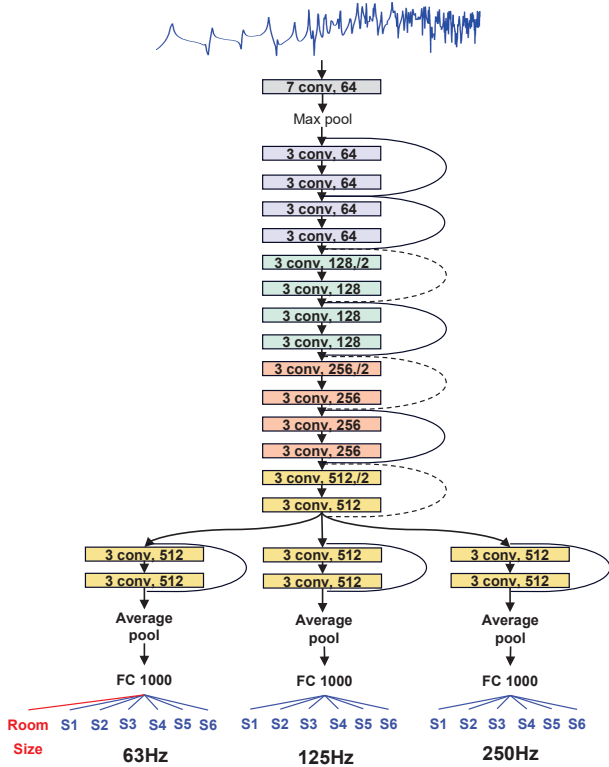 7 conv, 64
Max pool
3 conv, 64
3 conv, 64
3 conv, 64
3 conv, 64
3 conv, 128,/2
3 conv, 128
3 conv, 128
3 conv, 128
3 conv, 256,/2
3 conv, 256
3 conv, 256
3 conv, 256
3 conv, 512,/2
3 conv, 512
3 conv, 512 3 conv, 512 3 conv, 512
3 conv, 512 3 conv, 512 3 conv, 512
Average Average Average
pool pool pool
FC 1000 FC 1000 FC 1000
Room S1 S2 S3 S4 S5 S6 S1 S2 S3 S4 S5 S6 S1 S2 S3 S4 S5 S6
Size 63Hz 125Hz 250Hz